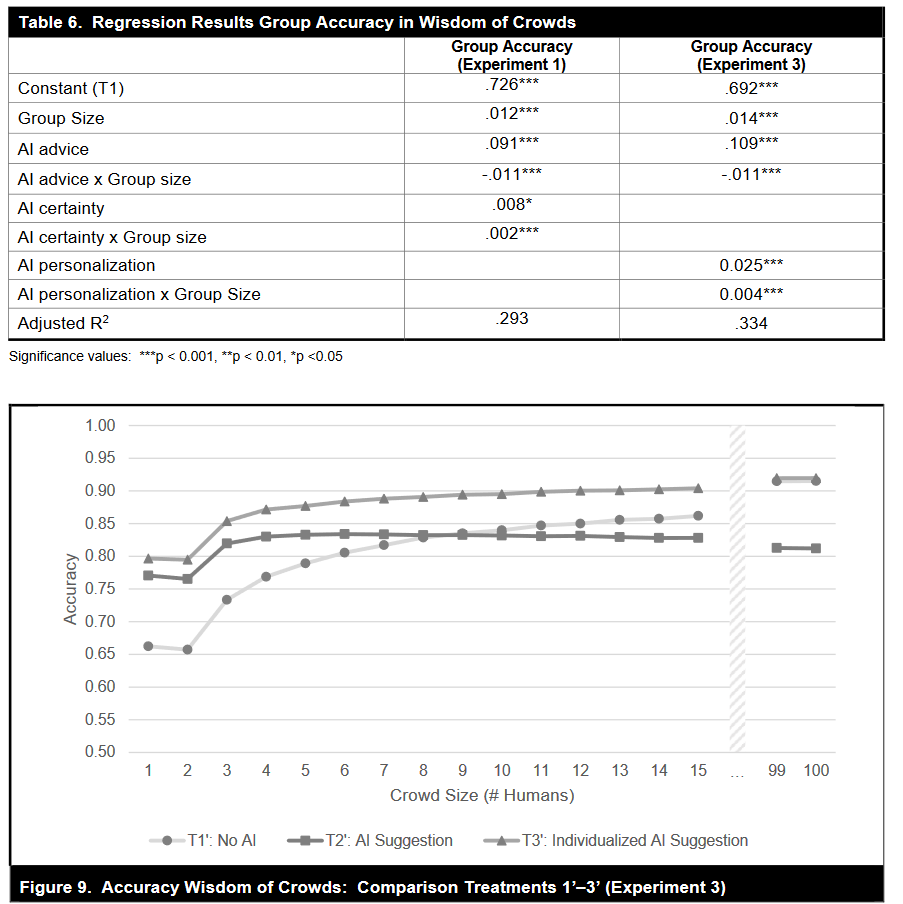 Table 6. Regression Results Group Accuracy in Wisdom of Crowds
Group Accuracy (Experiment 1) Group Accuracy (Experiment 3)
Constant (T1) .726*** .692***
Group Size .012*** .014***
AI advice .091*** .109***
AI advice x Group size -.011*** -.011***
AI certainty .008*
AI certainty x Group size .002***
AI personalization 0.025***
AI personalization x Group Size 0.004***
Adjusted R2 .293 .334
Significance values: ***p < 0.001, **p < 0.01, *p <0.05
1.00
0.95
0.90
0.85
0.80
0.75
0.70
0.65
0.60
0.55
0.50
Accuracy
1 2 3 4 5 6 7 8 9 10 11 12 13 14 15 ... 99 100
Crowd Size (# Humans)
T1': No AI T2': AI Suggestion T3': Individualized AI Suggestion
Figure 9. Accuracy Wisdom of Crowds: Comparison Treatments 1’–3’ (Experiment 3)